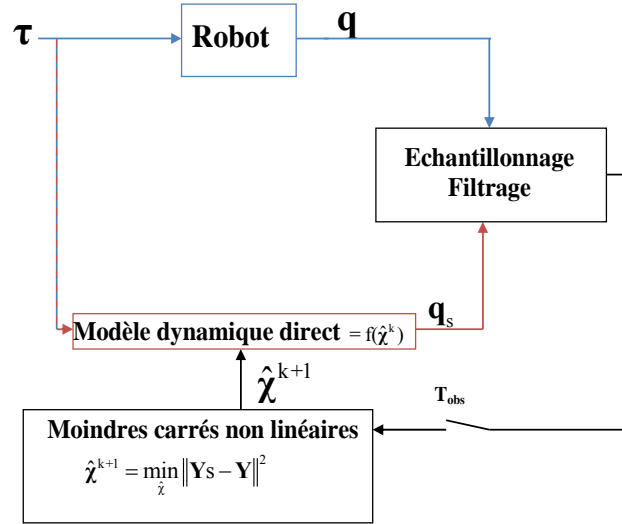 τ
Robot
q
Echantillonnage
Filtrage
q_s
Modèle dynamique direct = f(χ̂^k)
χ̂^{k+1}
T_obs
Moindres carrés non linéaires
χ̂^{k+1} = min_χ̂ ‖Ys − Y‖²